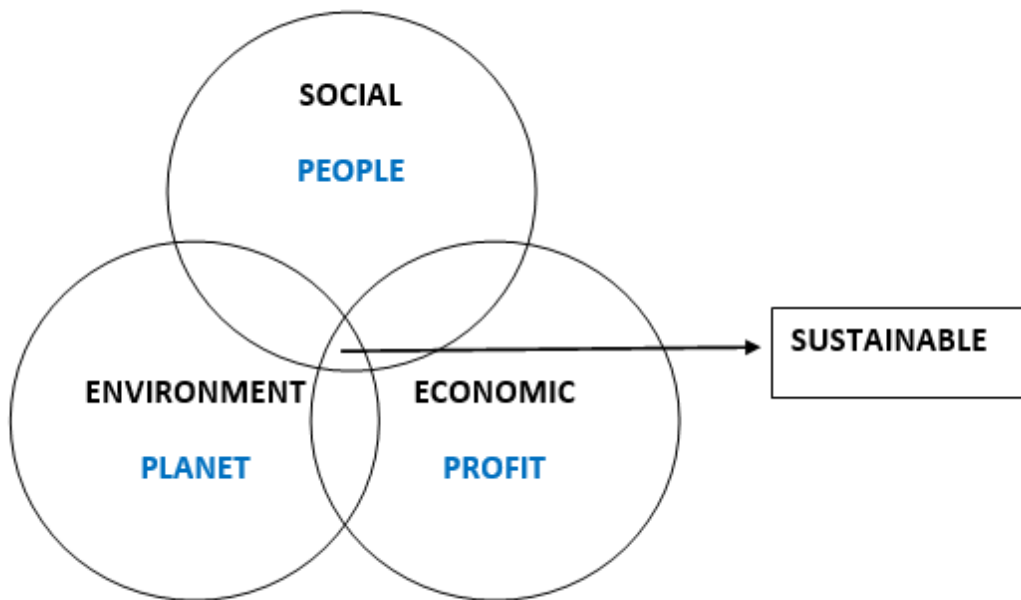 SOCIAL
PEOPLE
SUSTAINABLE
ENVIRONMENT
ECONOMIC
PLANET
PROFIT